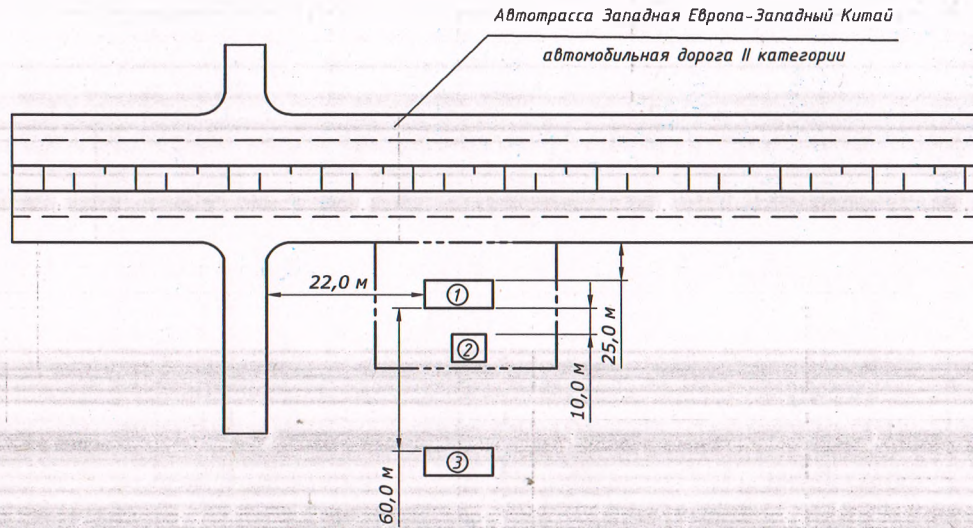 Автотрасса Западная Европа-Западный Китай
автомобильная дорога II категории
22,0 м
1
2
3
25,0 м
10,0 м
60,0 м